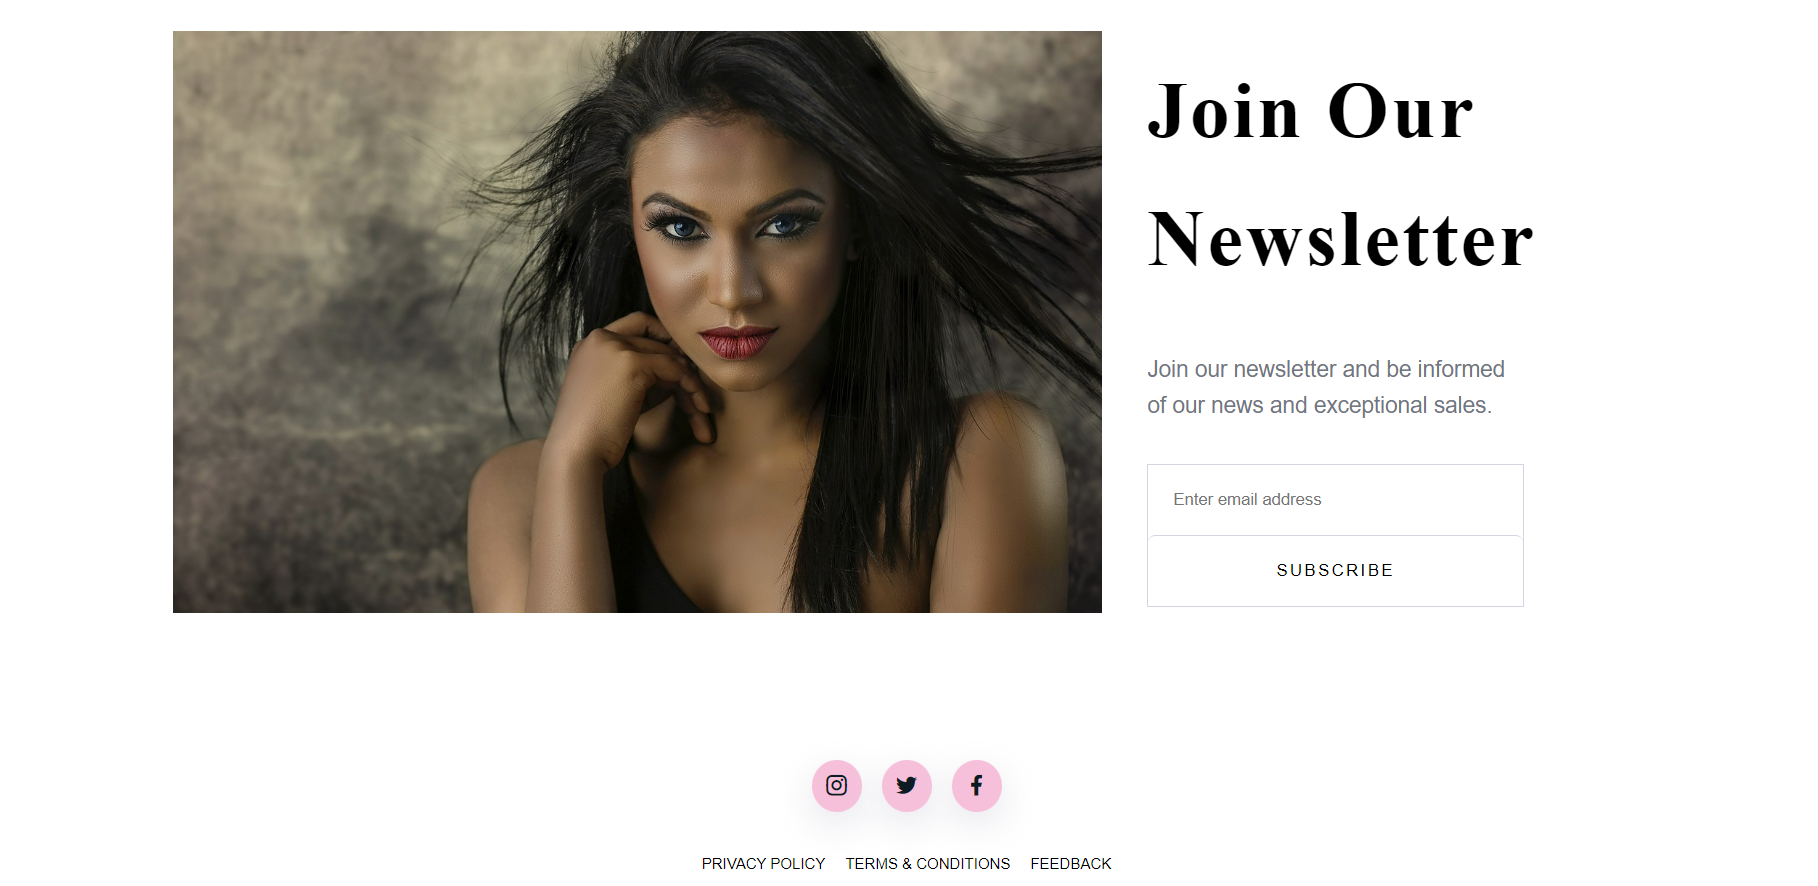 Join Our
Newsletter
Join our newsletter and be informed
of our news and exceptional sales.
Enter email address
SUBSCRIBE
PRIVACY POLICY TERMS & CONDITIONS FEEDBACK